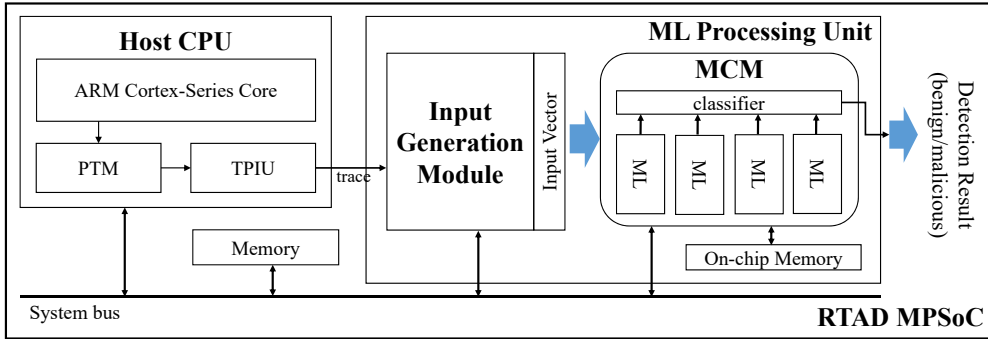 Host CPU
ARM Cortex-Series Core
PTM
TPIU
trace
Memory
System bus
ML Processing Unit
Input
Generation
Module
Input Vector
MCM
classifier
ML
ML
ML
ML
On-chip Memory
Detection Result
(benign/malicious)
RTAD MPSoC